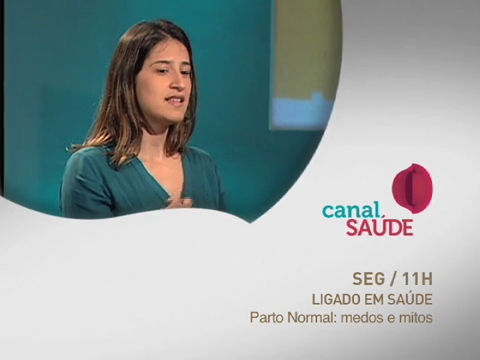 canal
SAÚDE
SEG / 11H
LIGADO EM SAÚDE
Parto Normal: medos e mitos